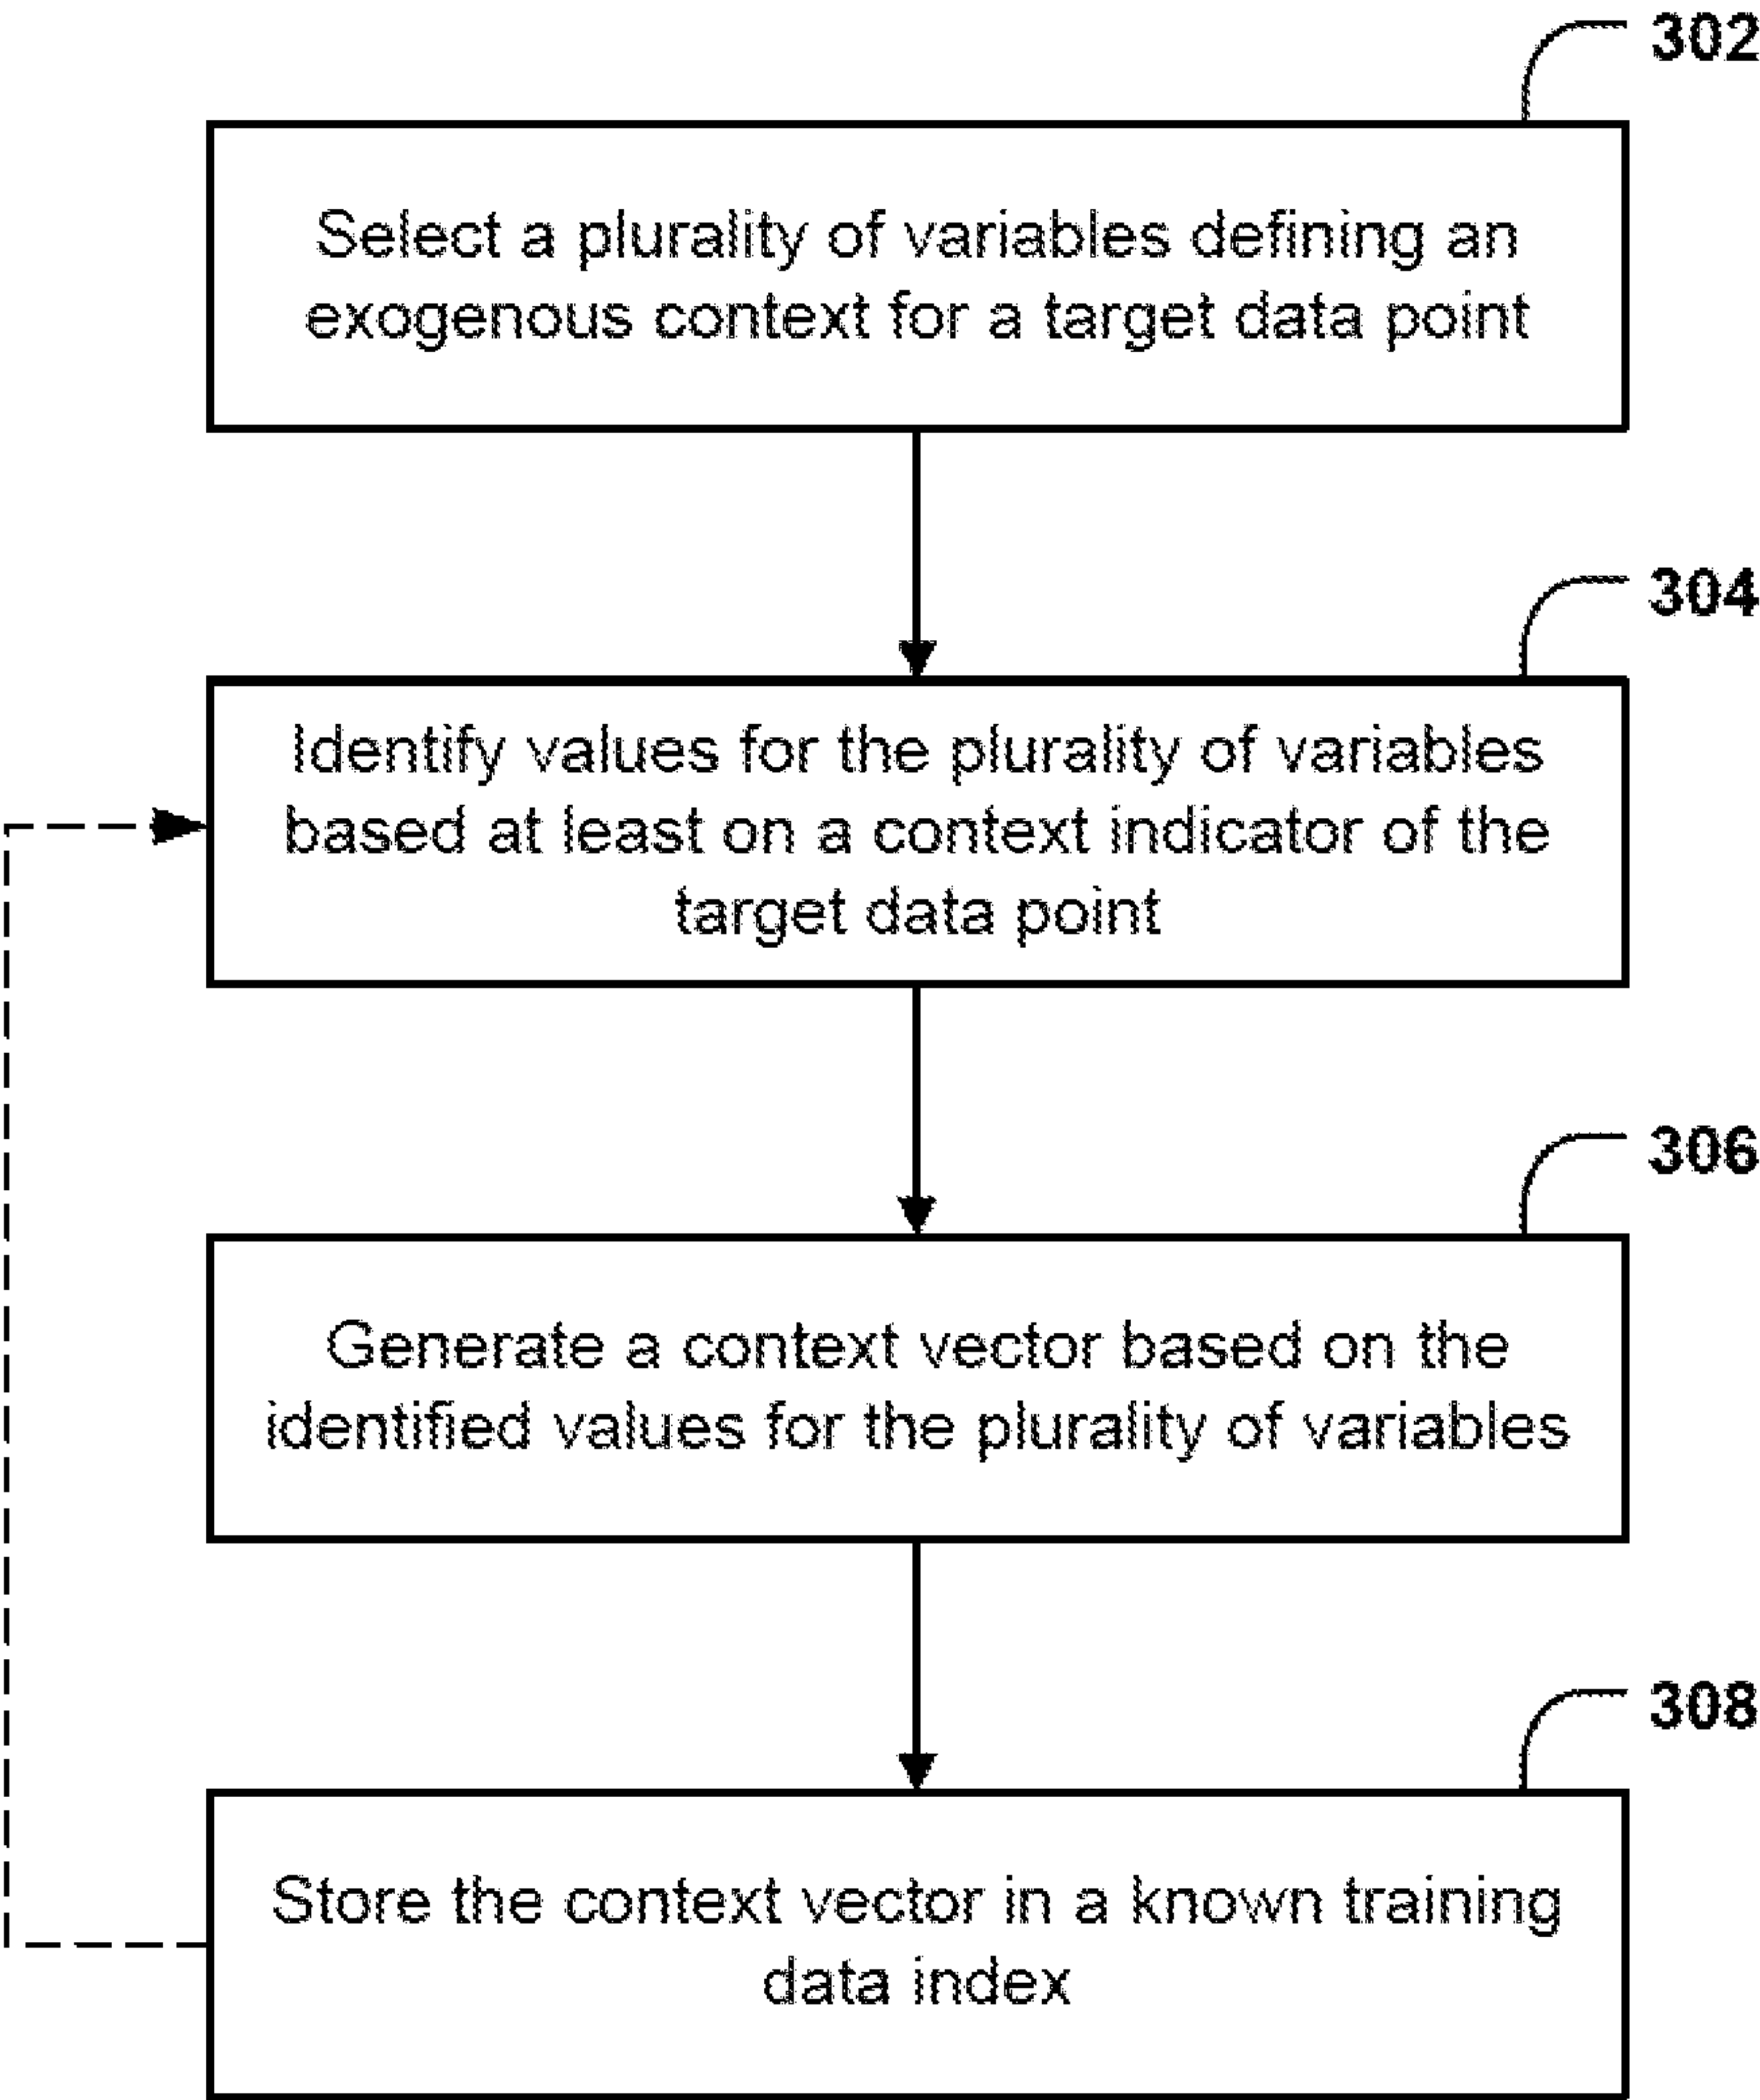 302
Select a plurality of variables defining an
exogenous context for a target data point
304
Identify values for the plurality of variables
based at least on a context indicator of the
target data point
306
Generate a context vector based on the
identified values for the plurality of variables
308
Store the context vector in a known training
data index